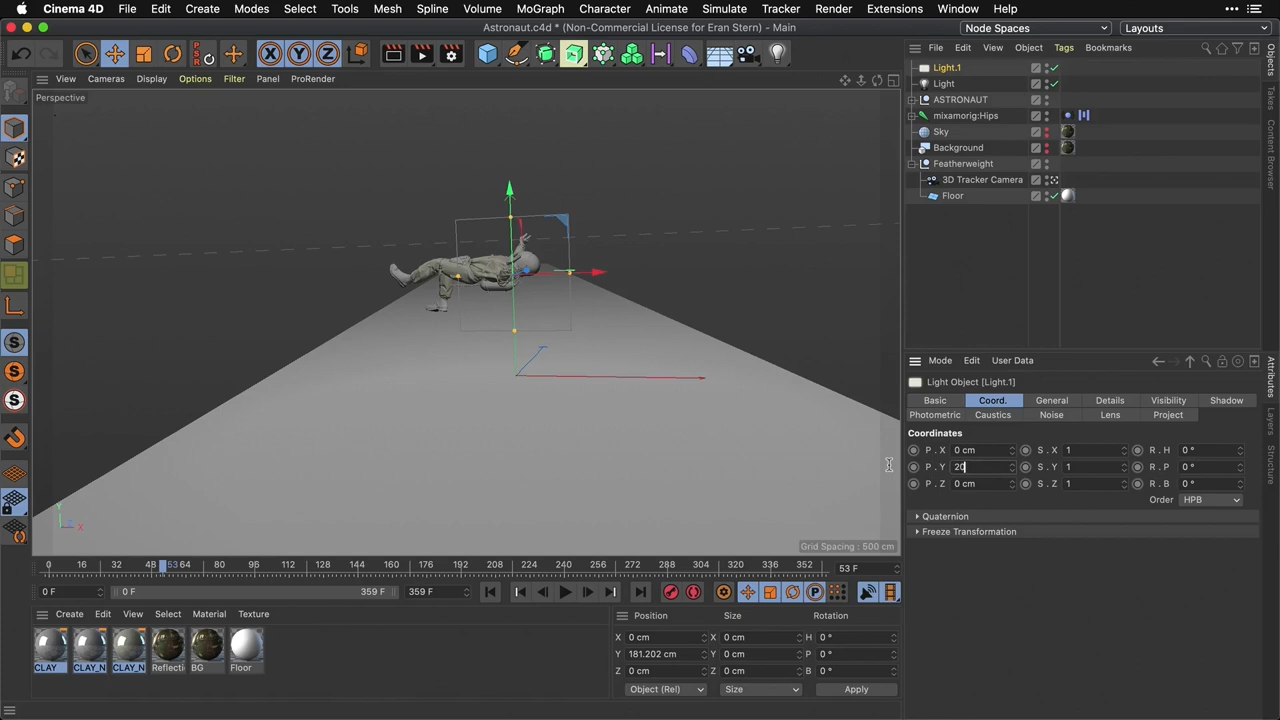 Cinema 4D File Edit Create Modes Select Tools Mesh Spline Volume MoGraph Character Animate Simulate Tracker Render Extensions Window Help
Astronaut.c4d * (Non-Commercial License for Eran Stern) - Main
Node Spaces Layouts
View Cameras Display Options Filter Panel ProRender
File Edit View Object Tags Bookmarks
Perspective
Light.1
Light
ASTRONAUT
mixamorig:Hips
Sky
Background
Featherweight
3D Tracker Camera
Floor
Objects
Takes
Content Browser
Mode Edit User Data
Light Object [Light.1]
Basic Coord. General Details Visibility Shadow
Photometric Caustics Noise Lens Project
Coordinates
P . X 0 cm S . X 1 R . H 0 °
P . Y 20 S . Y 1 R . P 0 °
P . Z 0 cm S . Z 1 R . B 0 °
Order HPB
Quaternion
Freeze Transformation
Attributes
Layers
Structure
Y
Z X
Grid Spacing : 500 cm
0 16 32 48 53 64 80 96 112 128 144 160 176 192 208 224 240 256 272 288 304 320 336 352 53 F
0 F 0 F 359 F 359 F
Create Edit View Select Material Texture
CLAY CLAY_N CLAY_N Reflecti BG Floor
Position Size Rotation
X 0 cm X 0 cm H 0 °
Y 181.202 cm Y 0 cm P 0 °
Z 0 cm Z 0 cm B 0 °
Object (Rel) Size Apply